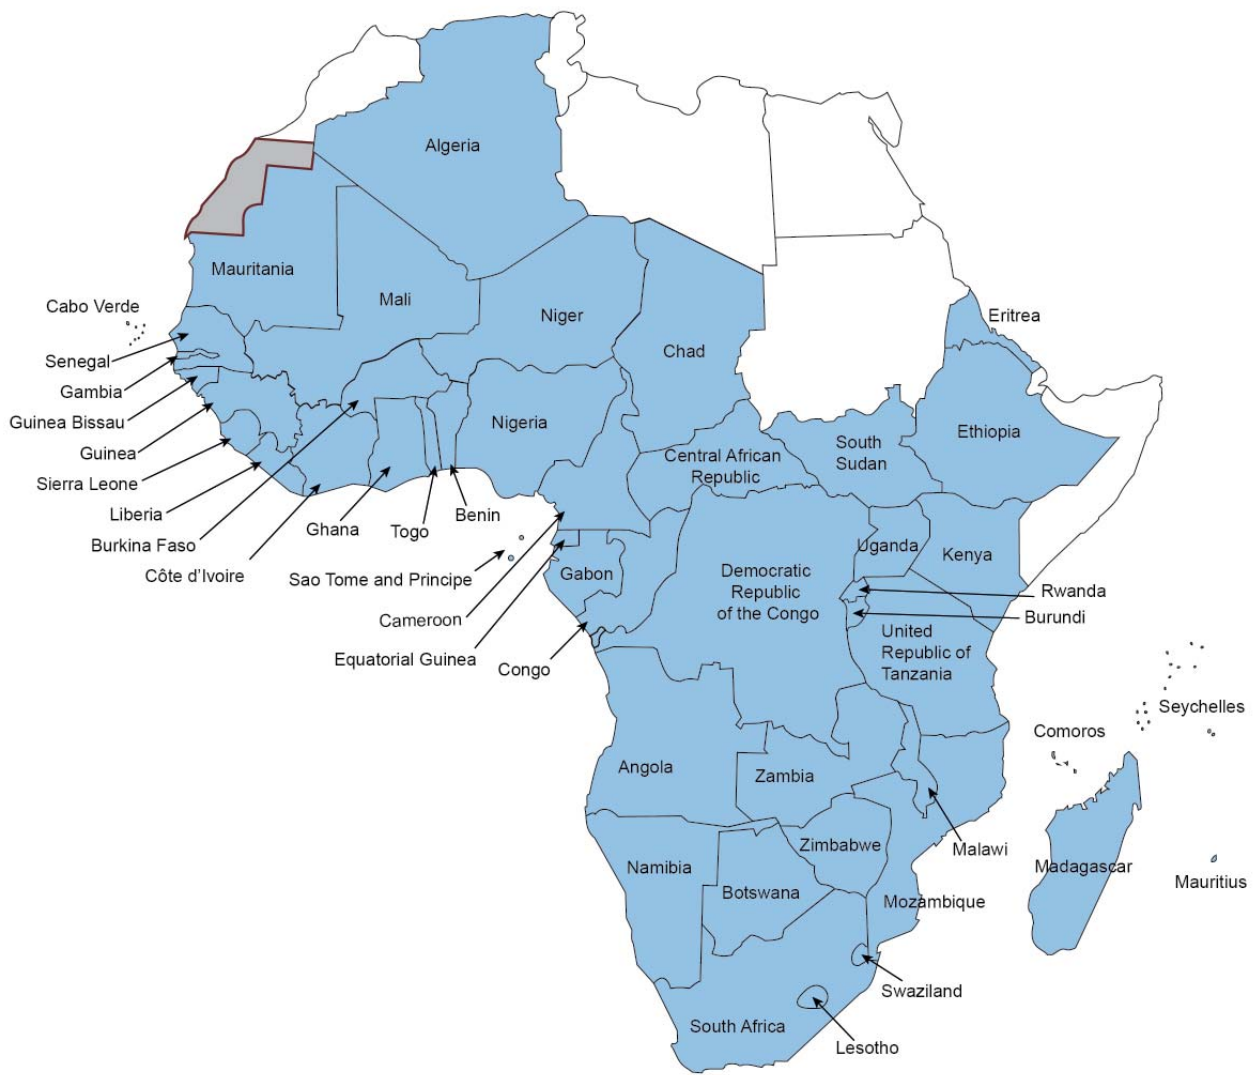 Algeria
Mauritania
Mali
Niger
Chad
Eritrea
Cabo Verde
Senegal
Gambia
Guinea Bissau
Guinea
Sierra Leone
Liberia
Burkina Faso
Côte d'Ivoire
Ghana
Togo
Benin
Nigeria
Central African
Republic
South
Sudan
Ethiopia
Sao Tome and Principe
Cameroon
Equatorial Guinea
Gabon
Congo
Democratic
Republic
of the Congo
Uganda
Kenya
Rwanda
Burundi
United
Republic of
Tanzania
Seychelles
Comoros
Angola
Zambia
Malawi
Zimbabwe
Namibia
Botswana
Mozambique
Madagascar
Mauritius
Swaziland
South Africa
Lesotho